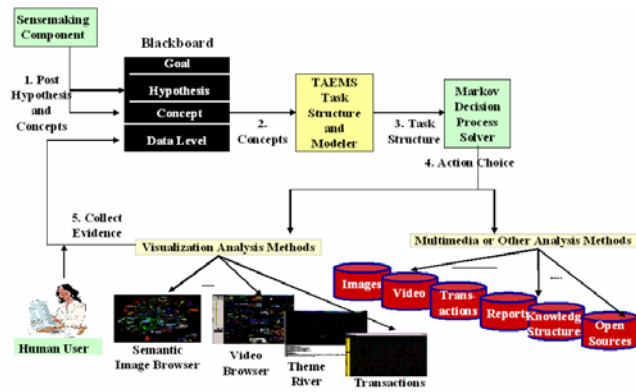 Sensemaking
Component
Blackboard
Goal
Hypothesis
Concept
Data Level
1. Post
Hypothesis
and
Concepts
2.
Concepts
TAEMS
Task
Structure
and
Modeler
3. Task
Structure
Markov
Decision
Process
Solver
4. Action Choice
5. Collect
Evidence
Visualization Analysis Methods
Multimedia or Other Analysis Methods
Human User
Semantic
Image Browser
Video
Browser
Theme
River
Transactions
Images
Video
Trans-
actions
Reports
Knowledg
Structure
Open
Sources